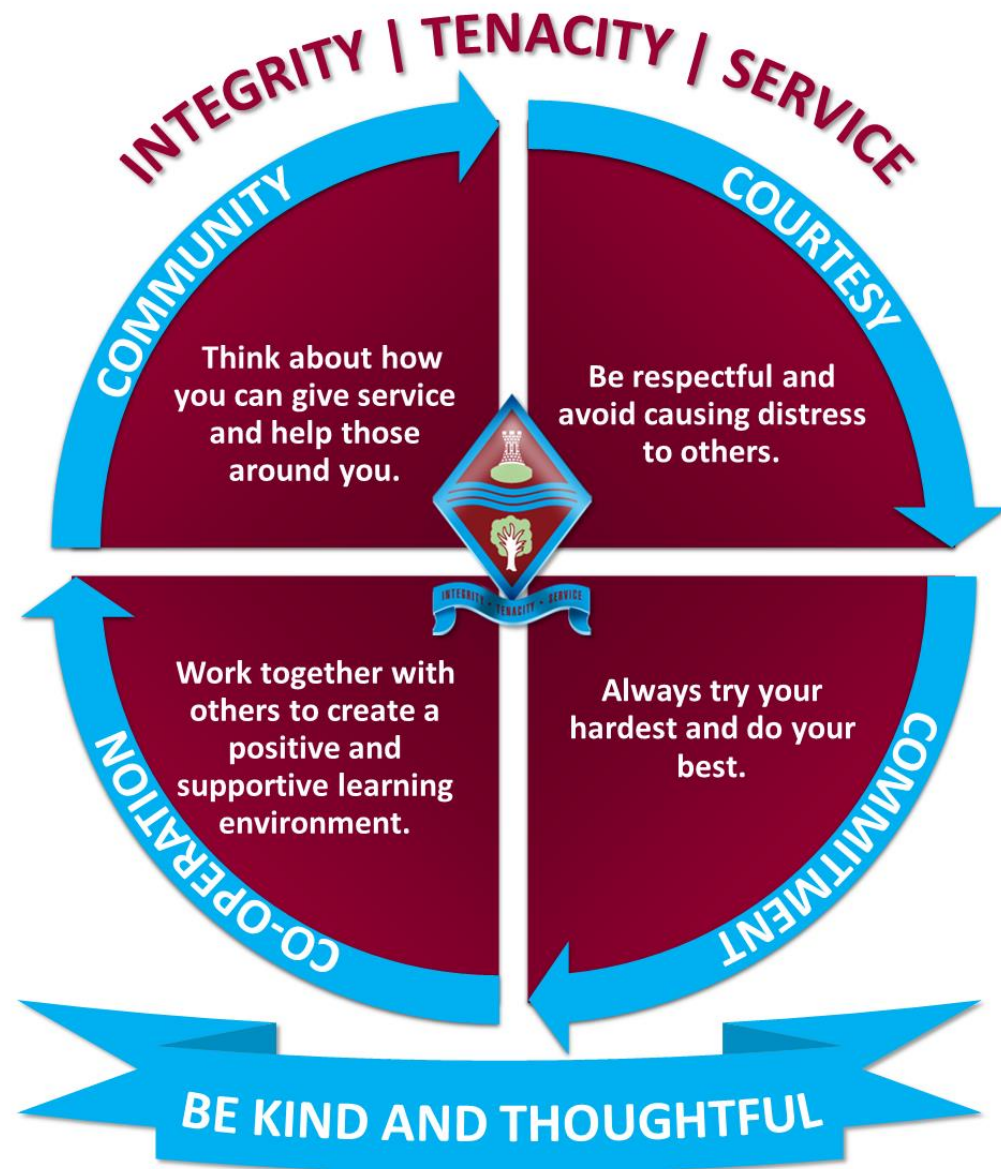 INTEGRITY | TENACITY | SERVICE
COMMUNITY
Think about how
you can give service
and help those
around you.
COURTESY
Be respectful and
avoid causing distress
to others.
INTEGRITY • TENACITY • SERVICE
CO-OPERATION
Work together with
others to create a
positive and
supportive learning
environment.
COMMITMENT
Always try your
hardest and do your
best.
BE KIND AND THOUGHTFUL